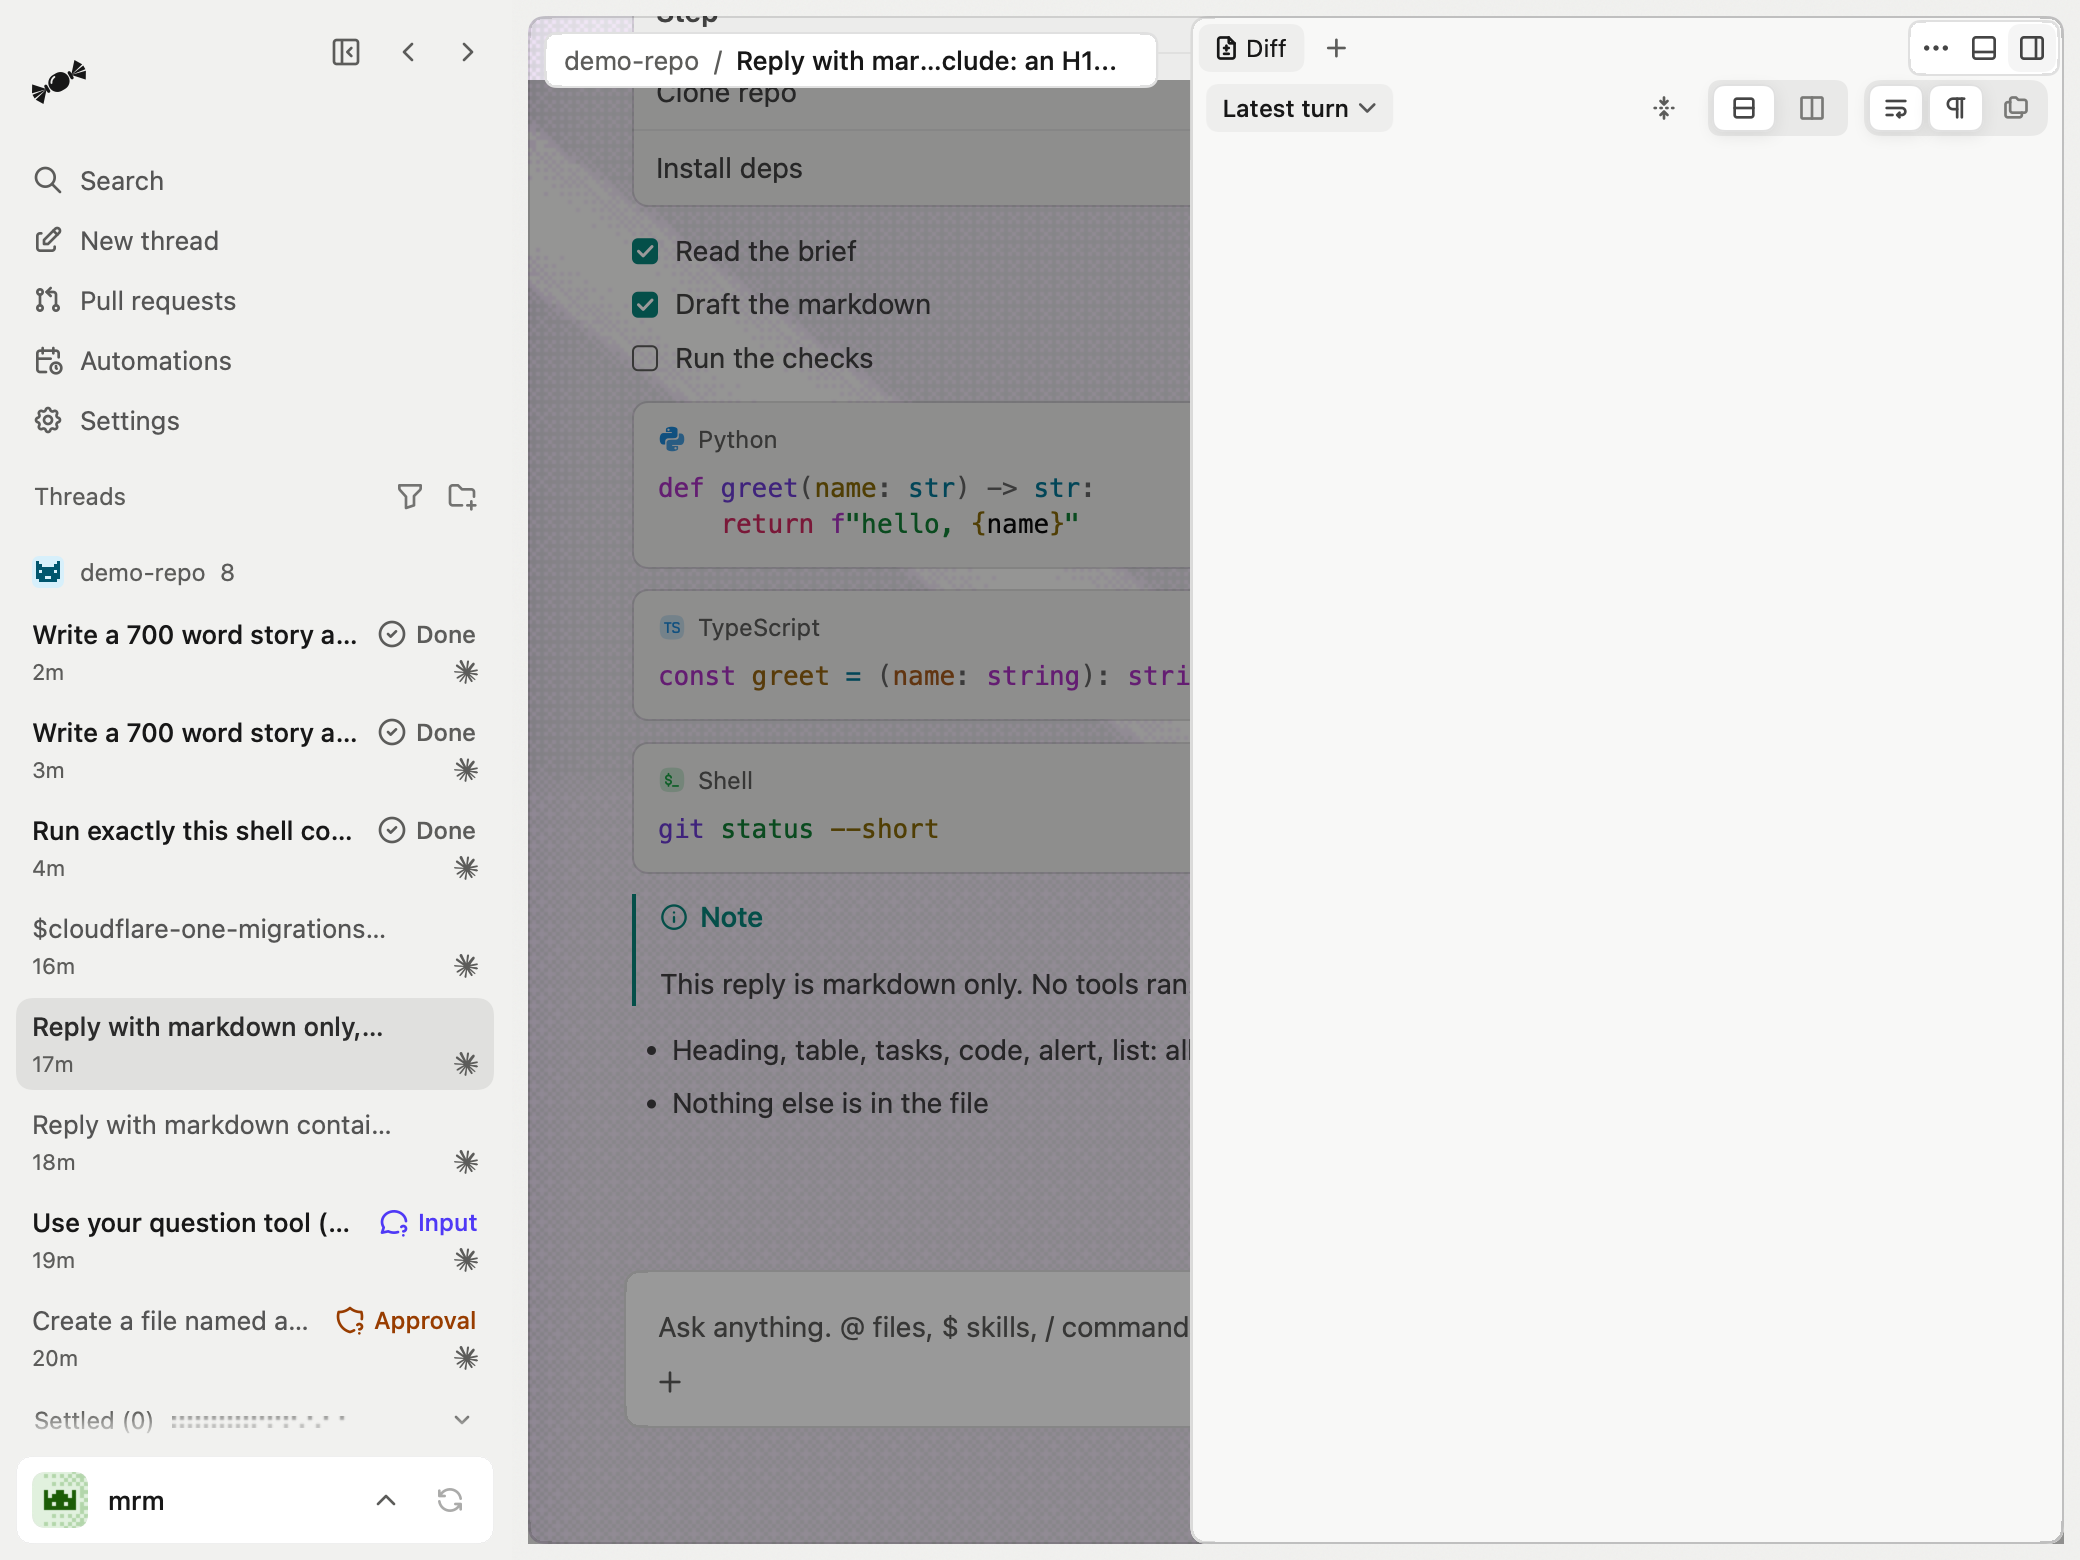 Search
New thread
Pull requests
Automations
Settings
Threads
demo-repo 8
Write a 700 word story a... Done
2m
Write a 700 word story a... Done
3m
Run exactly this shell co... Done
4m
$cloudflare-one-migrations...
16m
Reply with markdown only,...
17m
Reply with markdown contai...
18m
Use your question tool (... Input
19m
Create a file named a... Approval
20m
Settled (0)
mrm
Step
demo-repo / Reply with mar...clude: an H1...
Clone repo
Install deps
Read the brief
Draft the markdown
Run the checks
Python
def greet(name: str) -> str:
return f"hello, {name}"
TS TypeScript
const greet = (name: string): stri
$_ Shell
git status --short
Note
This reply is markdown only. No tools ran
• Heading, table, tasks, code, alert, list: all
• Nothing else is in the file
Ask anything. @ files, $ skills, / command
Diff
Latest turn